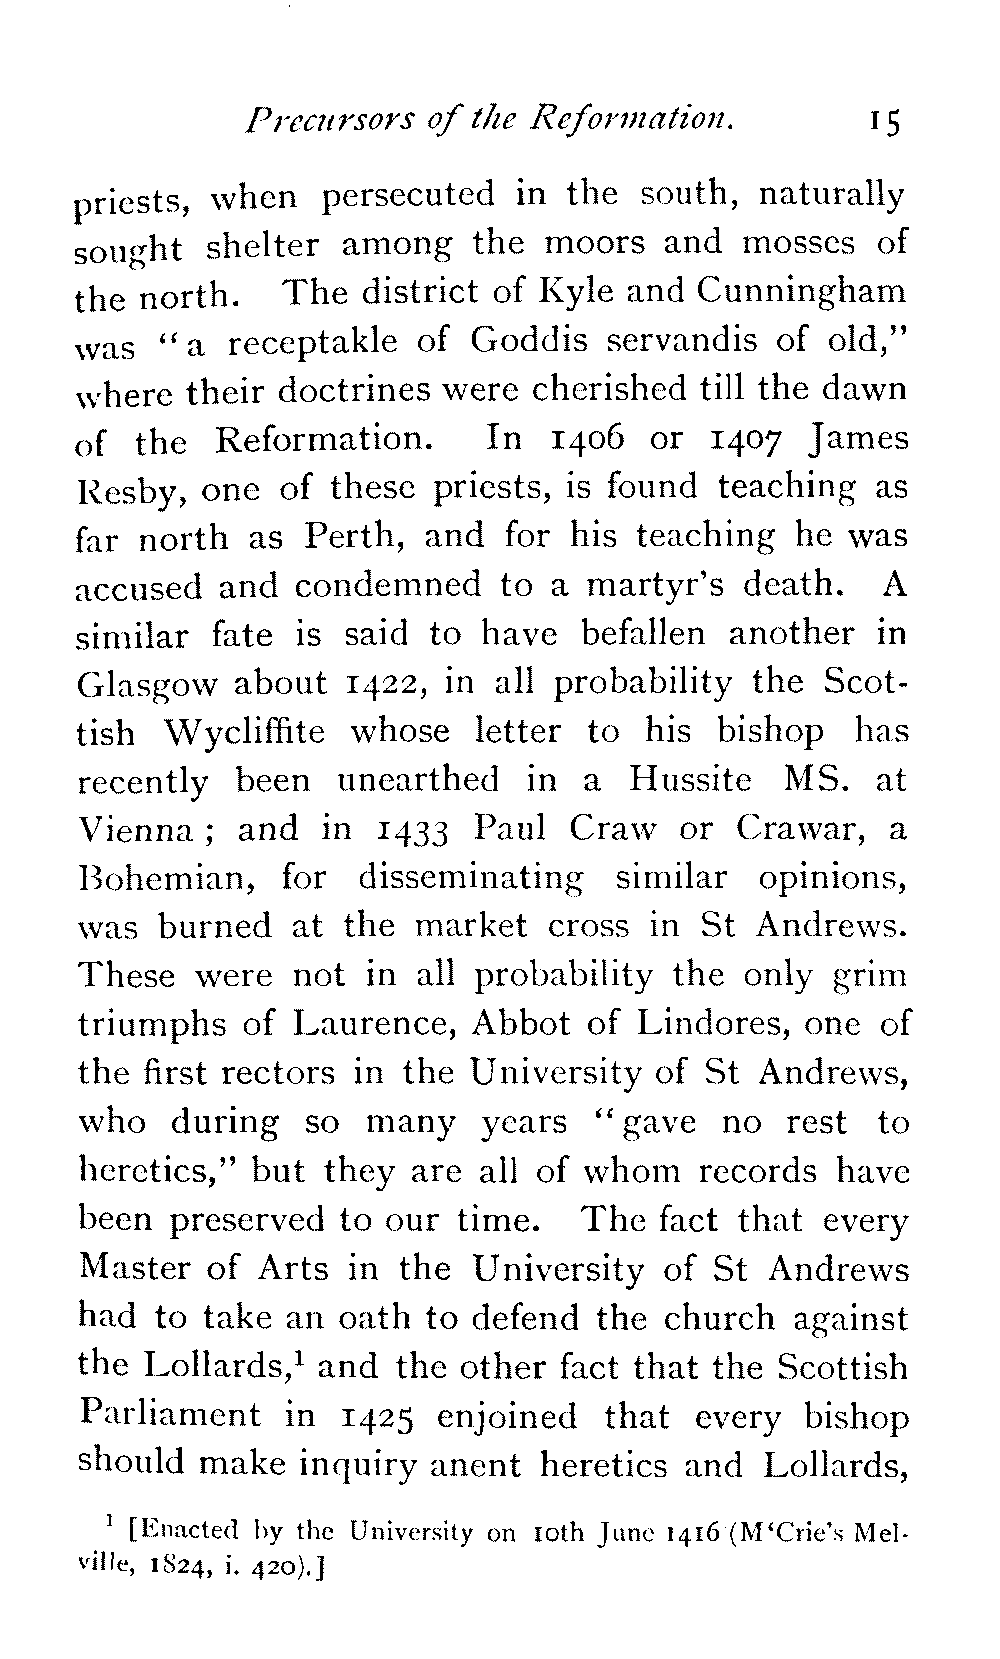 Precursors of the Reformation. 15
priests, when persecuted in the south, naturally
sought shelter among the moors and mosses of
the north. The district of Kyle and Cunningham
was “a receptakle of Goddis servandis of old,”
where their doctrines were cherished till the dawn
of the Reformation. In 1406 or 1407 James
Resby, one of these priests, is found teaching as
far north as Perth, and for his teaching he was
accused and condemned to a martyr’s death. A
similar fate is said to have befallen another in
Glasgow about 1422, in all probability the Scot-
tish Wycliffite whose letter to his bishop has
recently been unearthed in a Hussite MS. at
Vienna; and in 1433 Paul Craw or Crawar, a
Bohemian, for disseminating similar opinions,
was burned at the market cross in St Andrews.
These were not in all probability the only grim
triumphs of Laurence, Abbot of Lindores, one of
the first rectors in the University of St Andrews,
who during so many years “gave no rest to
heretics,” but they are all of whom records have
been preserved to our time. The fact that every
Master of Arts in the University of St Andrews
had to take an oath to defend the church against
the Lollards,¹ and the other fact that the Scottish
Parliament in 1425 enjoined that every bishop
should make inquiry anent heretics and Lollards,
¹ [Enacted by the University on 10th June 1416 (M‘Crie’s Mel-
ville, 1824, i. 420).]